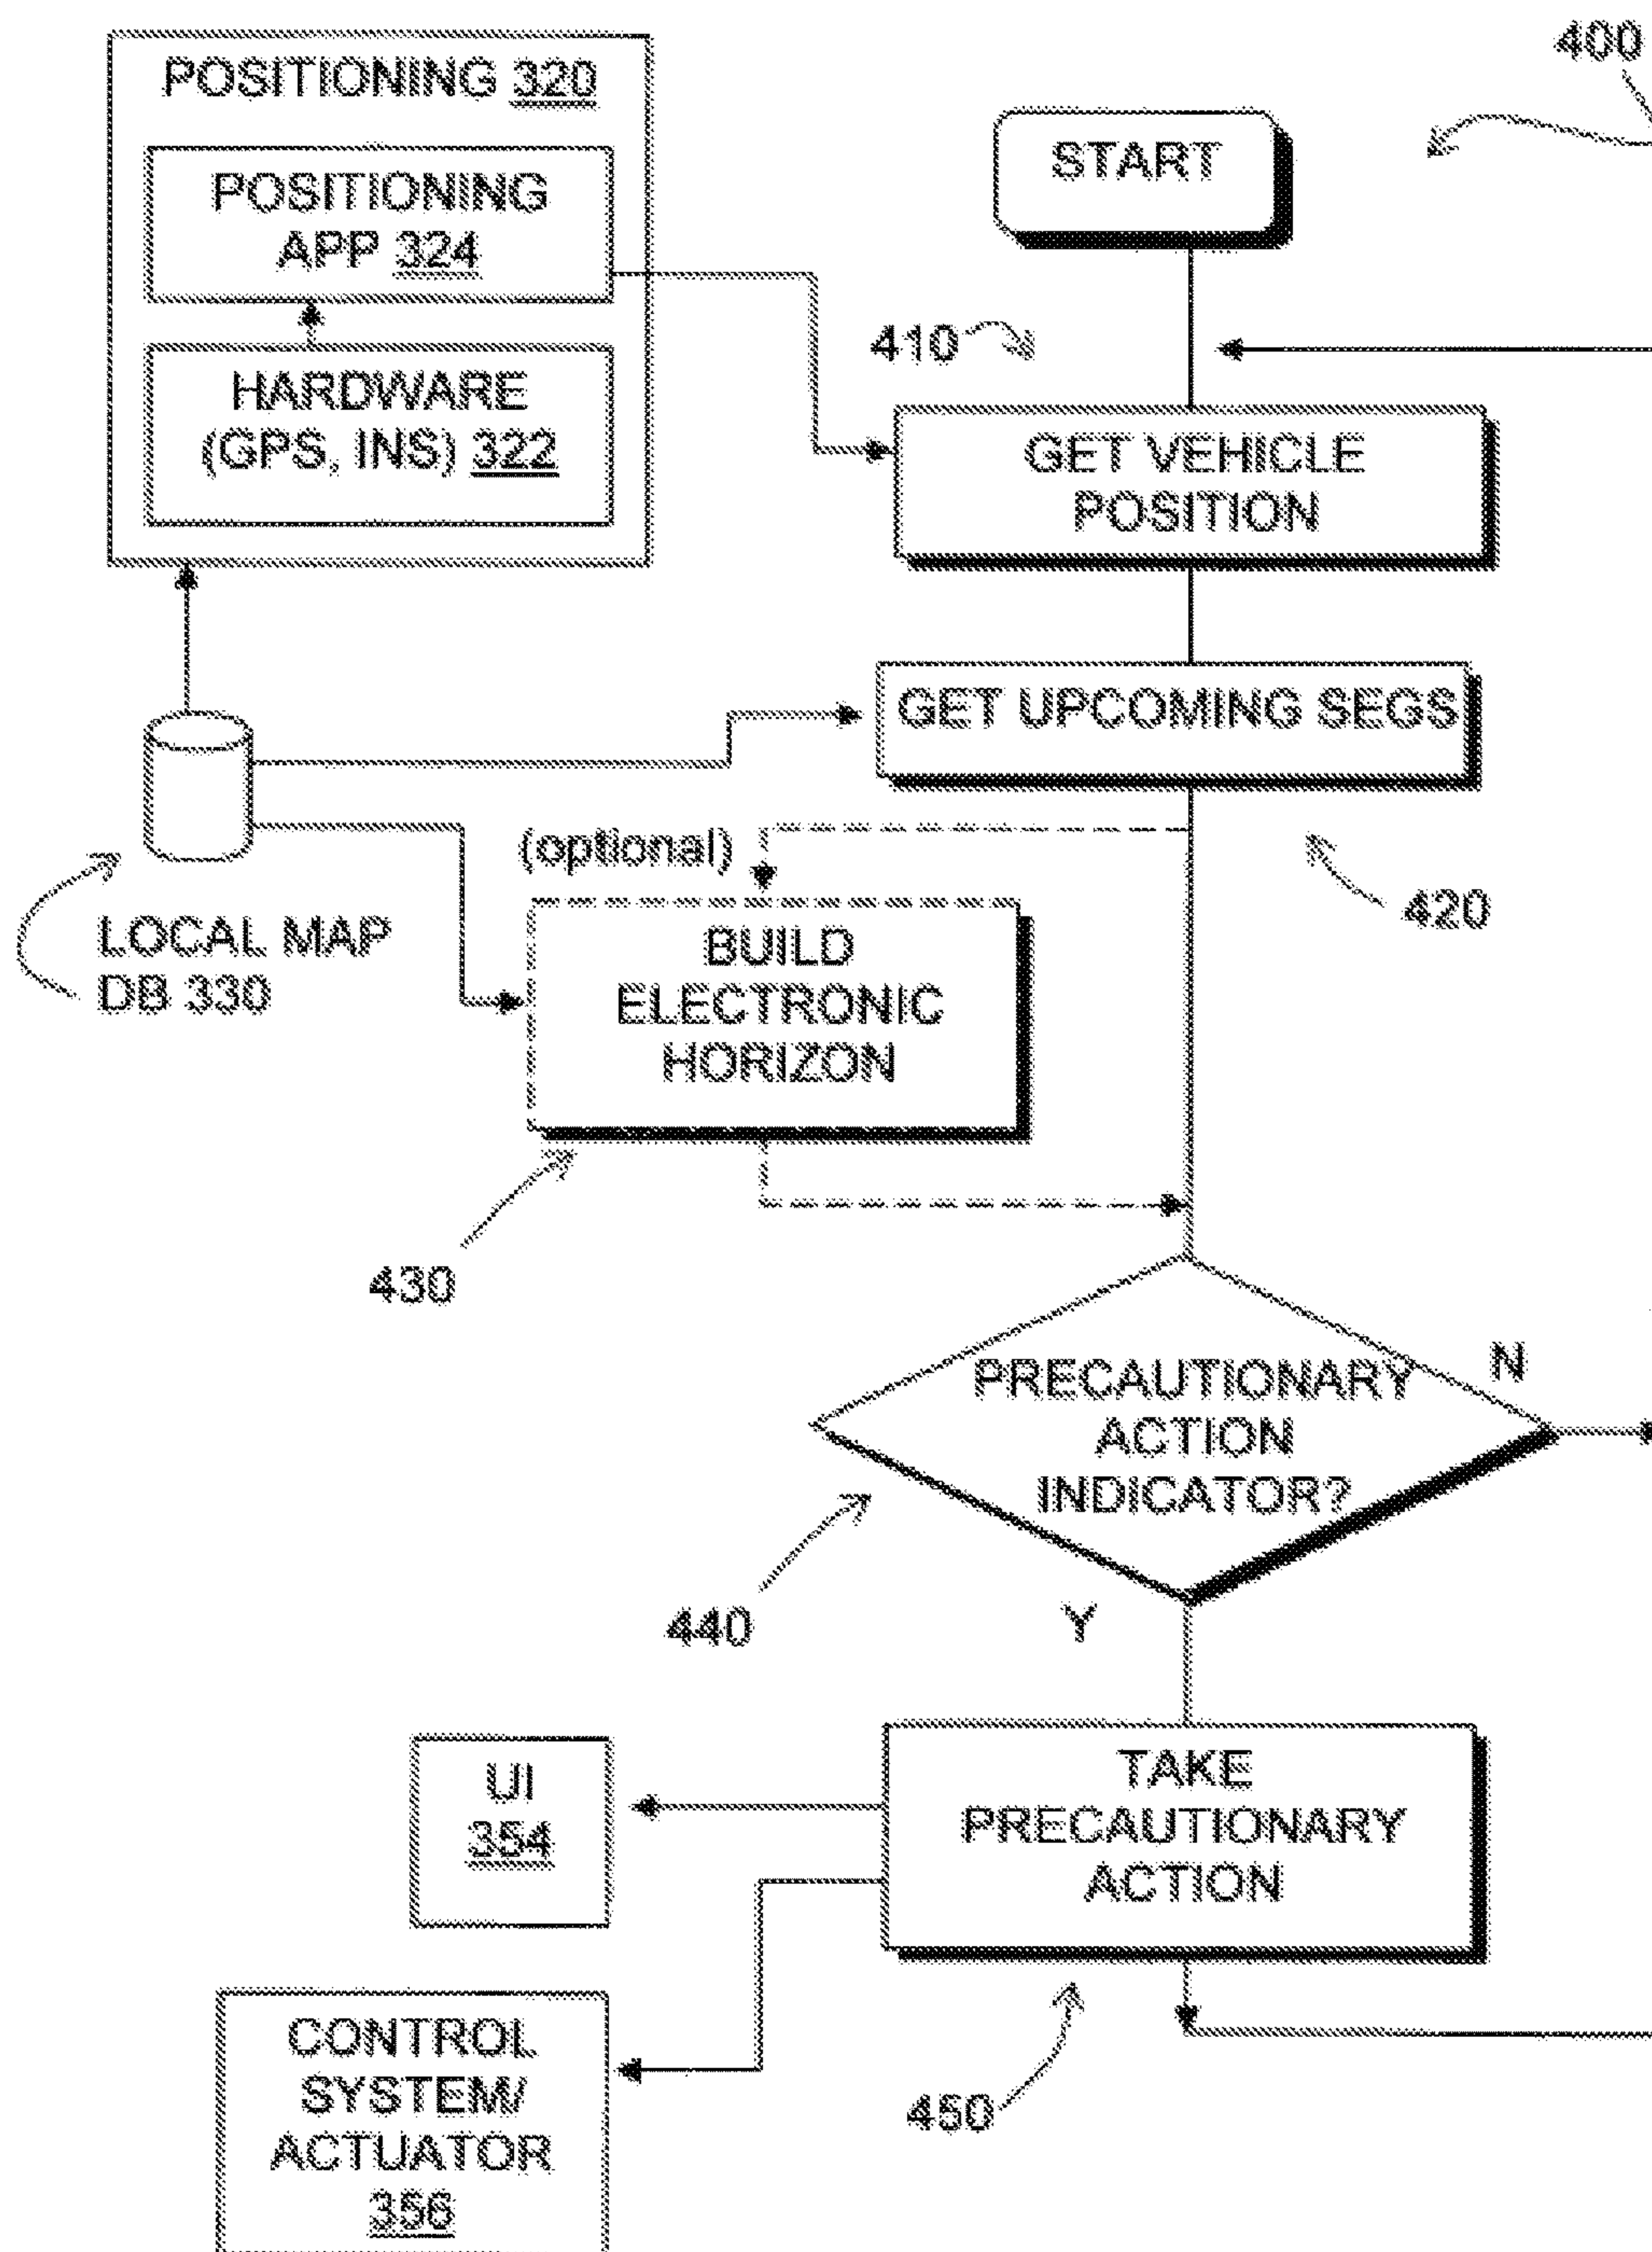 400
POSITIONING 320
START
POSITIONING
APP 324
410
HARDWARE
(GPS, INS) 322
GET VEHICLE
POSITION
GET UPCOMING SEGS
(optional)
420
LOCAL MAP
DB 330
BUILD
ELECTRONIC
HORIZON
430
PRECAUTIONARY
ACTION
INDICATOR?
N
440
Y
UI
354
TAKE
PRECAUTIONARY
ACTION
CONTROL
SYSTEM/
ACTUATOR
356
450